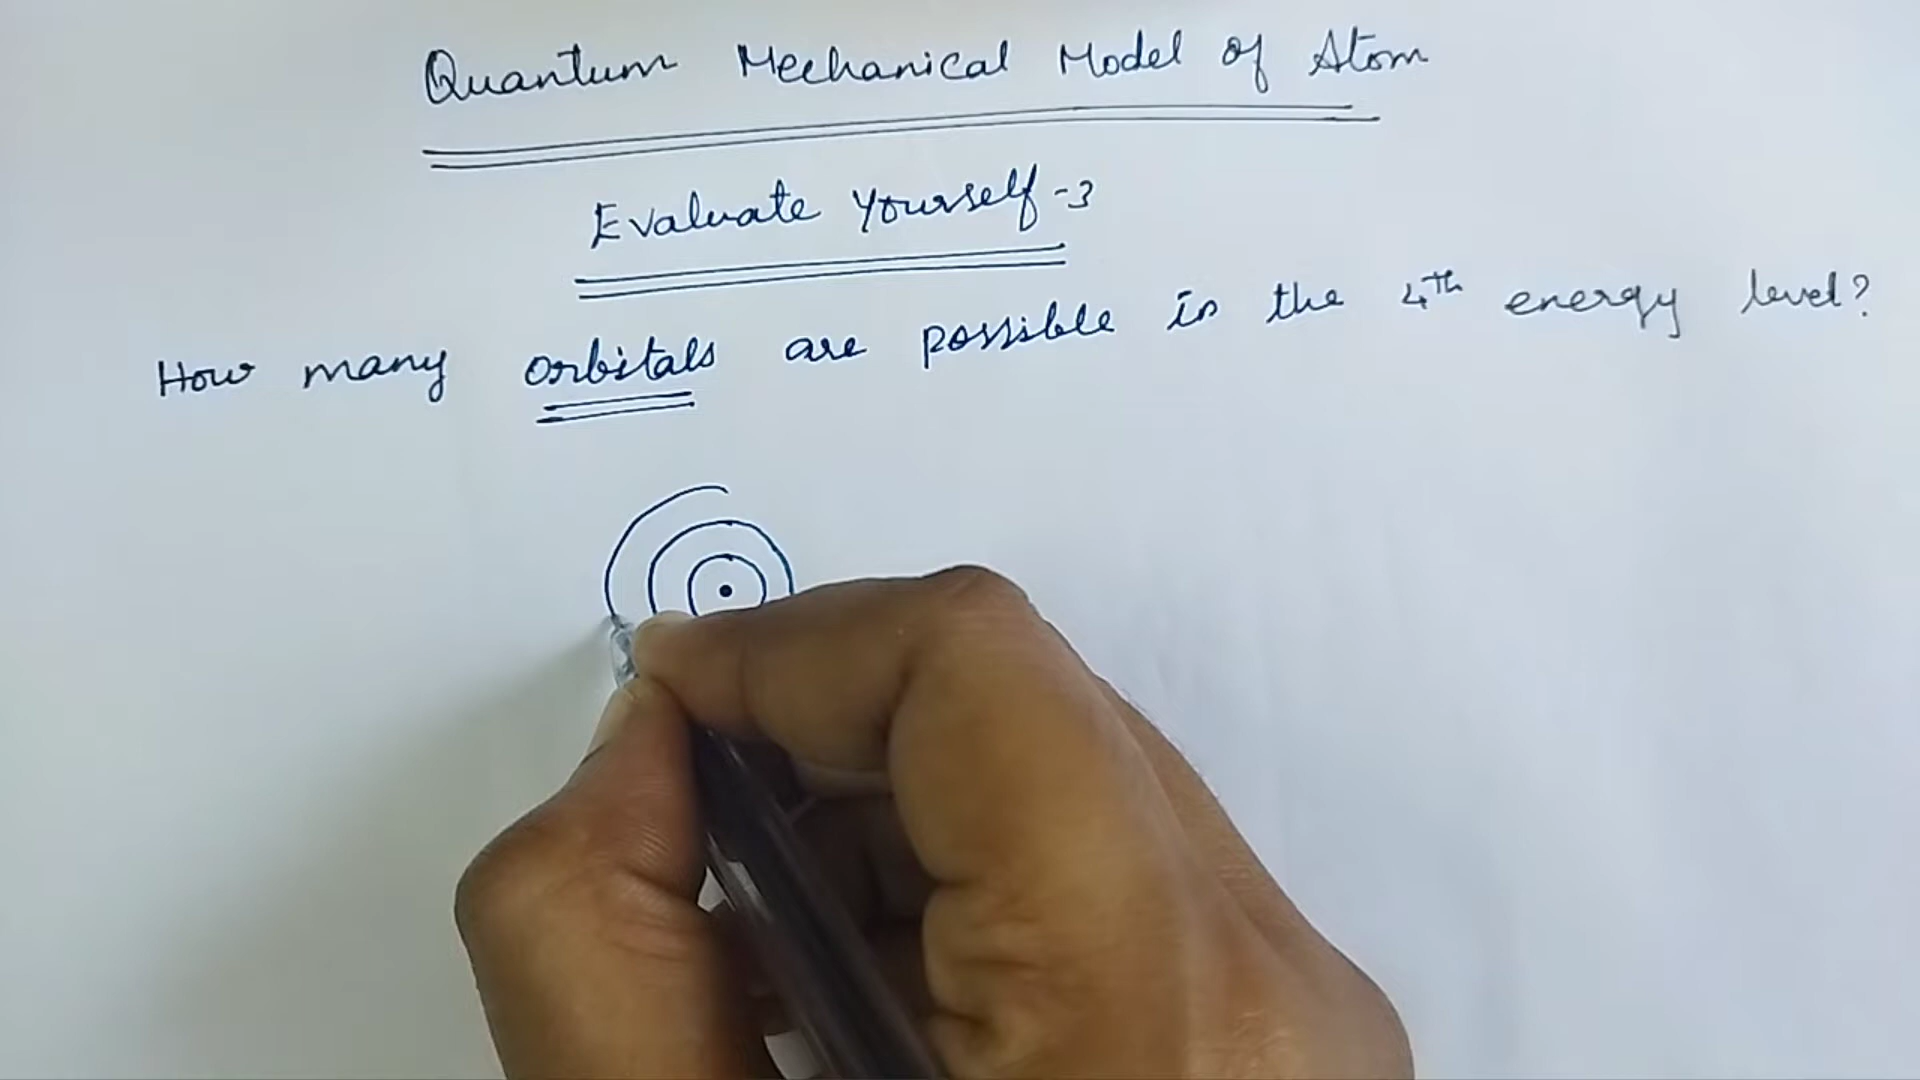 Quantum Mechanical Model of Atom
Evaluate Yourself-3
How many orbitals are possible in the 4th energy level?